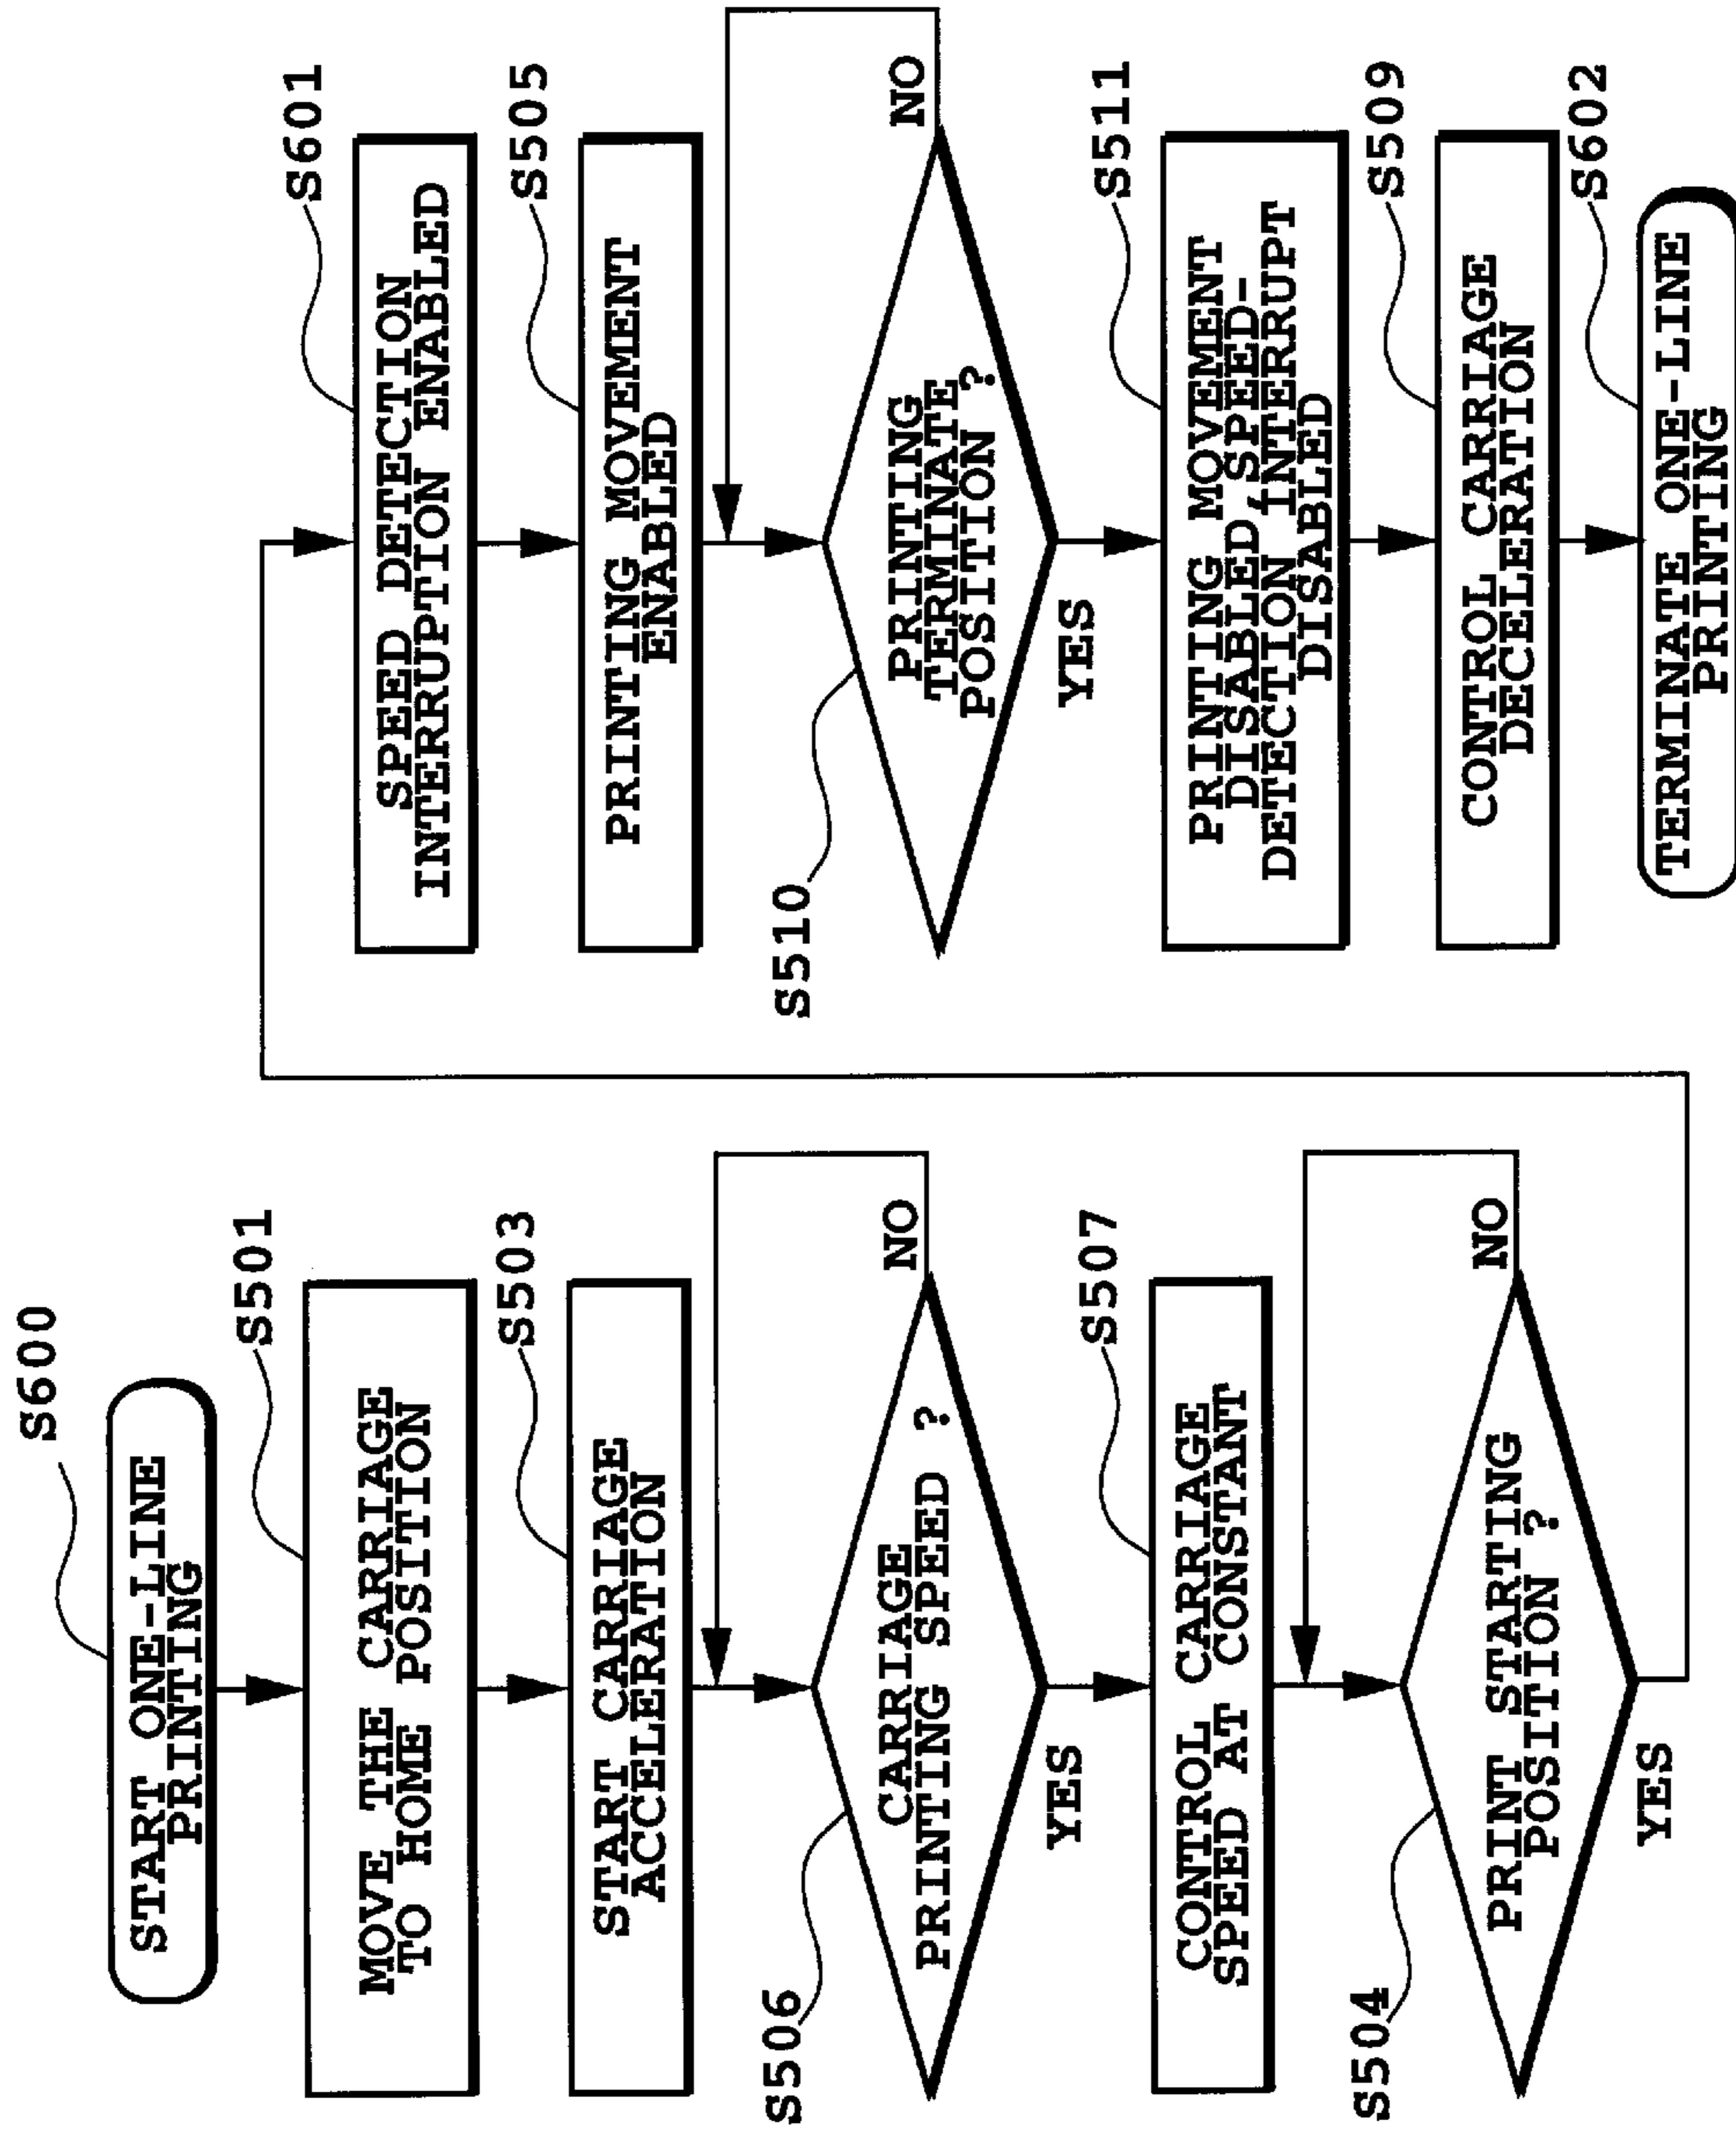 S600
START ONE-LINE
PRINTING
S501
MOVE THE CARRIAGE
TO HOME POSITION
S503
START CARRIAGE
ACCELERATION
S506
CARRIAGE
PRINTING SPEED ?
NO
YES
S507
CONTROL CARRIAGE
SPEED AT CONSTANT
S504
PRINT STARTING
POSITION ?
NO
YES
S601
SPEED DETECTION
INTERRUPTION ENABLED
S505
PRINTING MOVEMENT
ENABLED
S510
PRINTING
TERMINATE
POSITION ?
NO
YES
S511
PRINTING MOVEMENT
DISABLED,SPEED-
DETECTION INTERRUPT
DISABLED
S509
CONTROL CARRIAGE
DECELERATION
S602
TERMINATE ONE-LINE
PRINTING